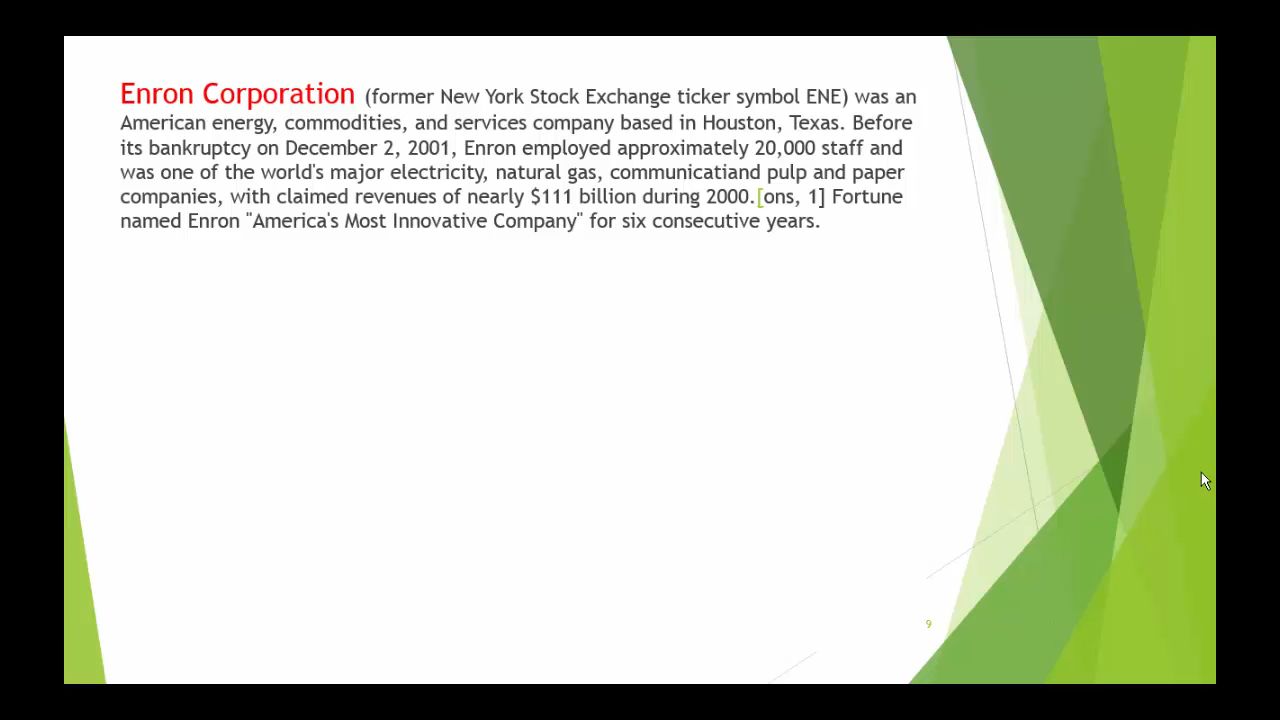 Enron Corporation (former New York Stock Exchange ticker symbol ENE) was an
American energy, commodities, and services company based in Houston, Texas. Before
its bankruptcy on December 2, 2001, Enron employed approximately 20,000 staff and
was one of the world's major electricity, natural gas, communicatiand pulp and paper
companies, with claimed revenues of nearly $111 billion during 2000.[ons, 1] Fortune
named Enron "America's Most Innovative Company" for six consecutive years.
9